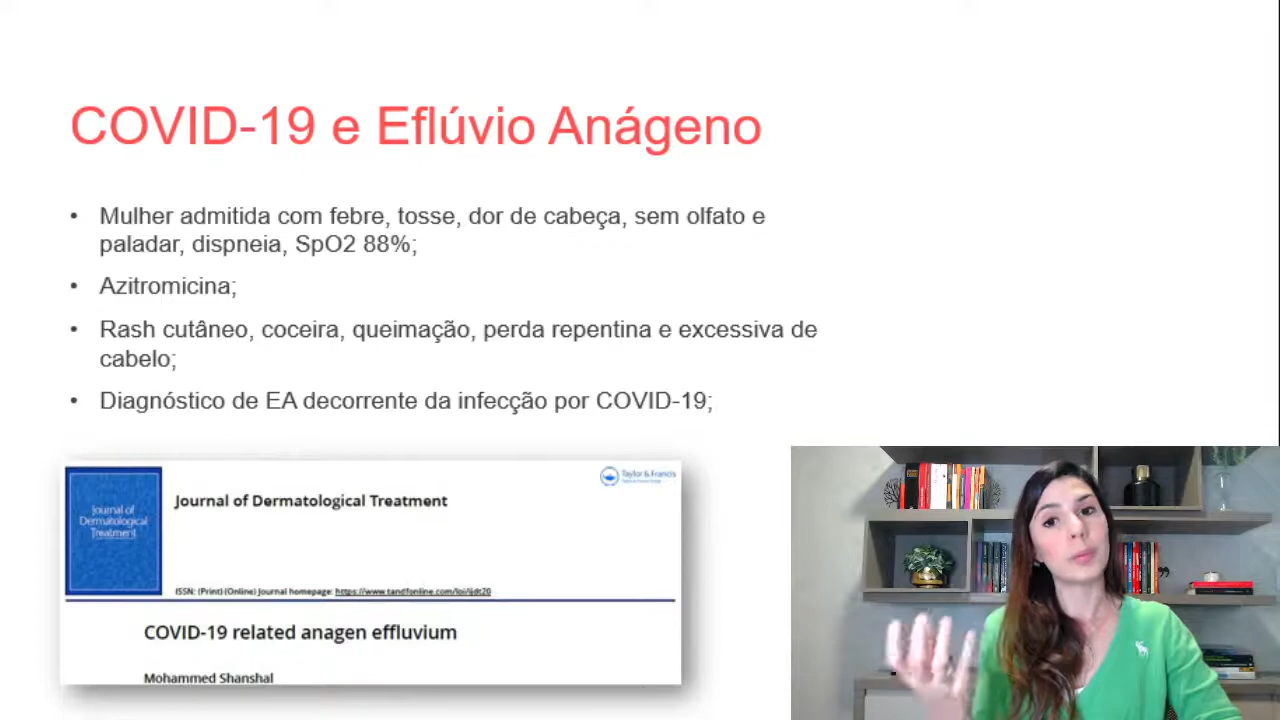 COVID-19 e Eflúvio Anágeno
• Mulher admitida com febre, tosse, dor de cabeça, sem olfato e
paladar, dispneia, SpO2 88%;
• Azitromicina;
• Rash cutâneo, coceira, queimação, perda repentina e excessiva de
cabelo;
• Diagnóstico de EA decorrente da infecção por COVID-19;
Taylor & Francis
Journal of Dermatological Treatment
Journal of
Dermatological
Treatment
ISSN: (Print) (Online) Journal homepage: https://www.tandfonline.com/loi/ijdt20
COVID-19 related anagen effluvium
Mohammed Shanshal